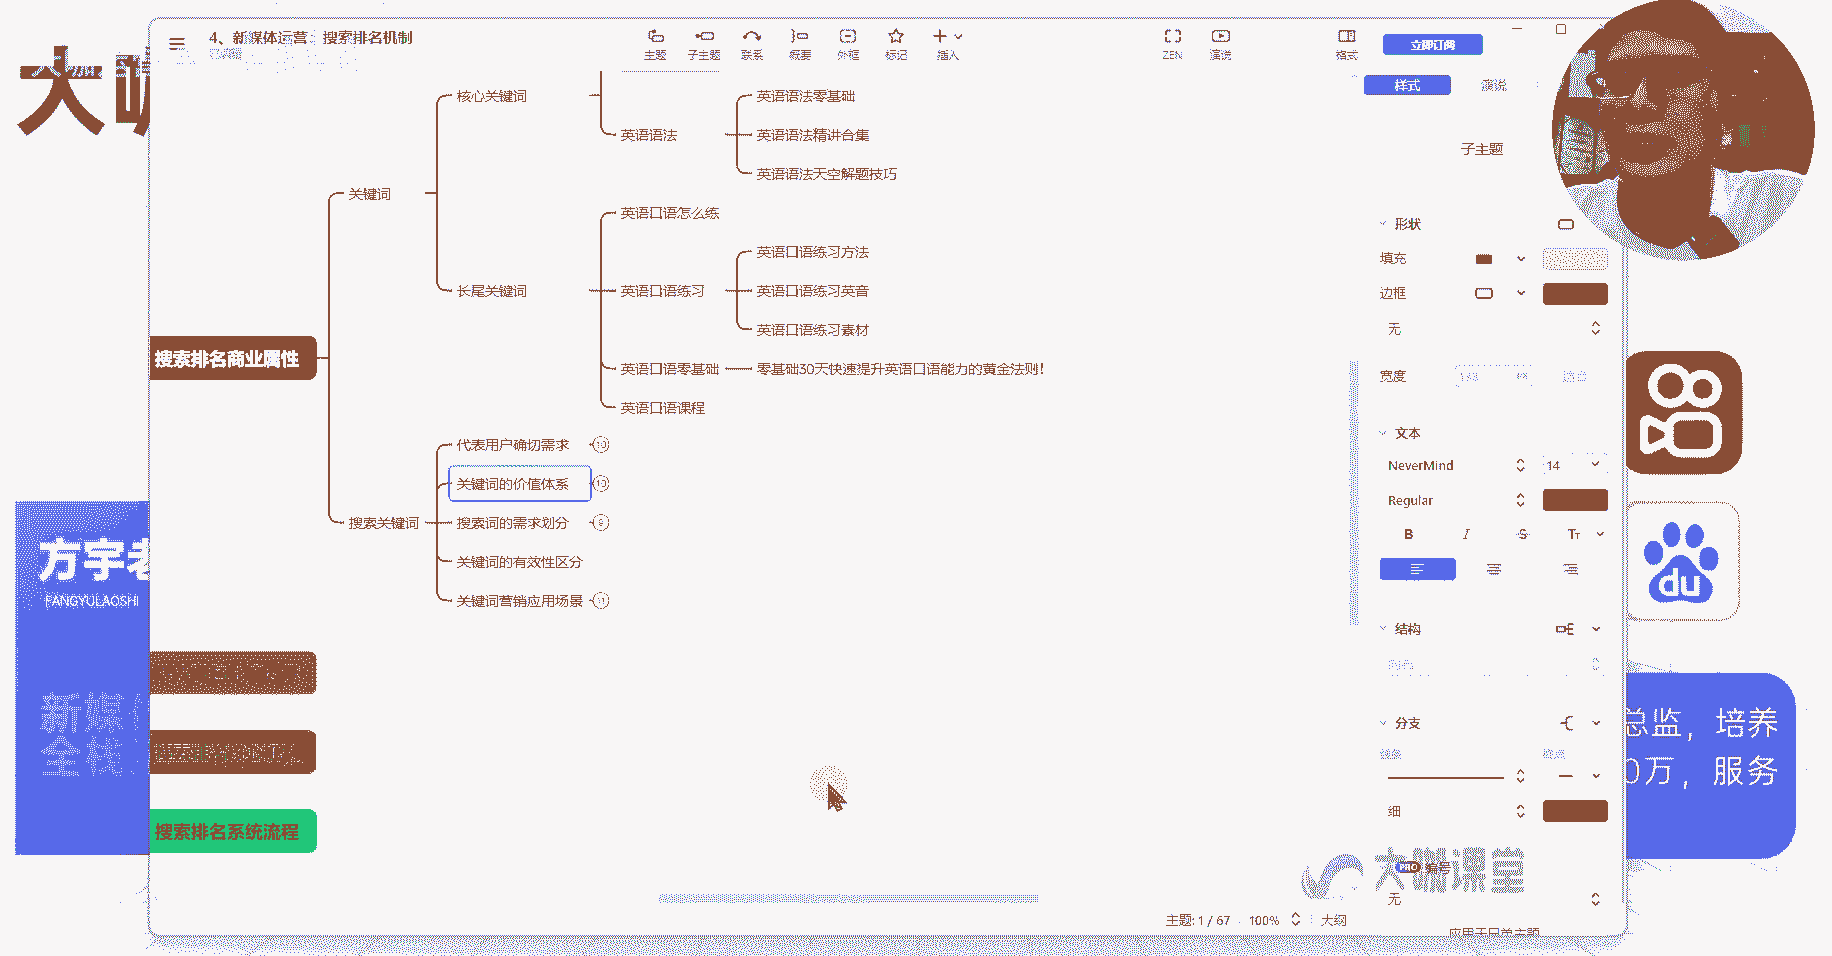 大咖
4、新媒体运营：搜索排名机制
主题
子主题
联系
概要
外框
标记
插入
ZEN
演说
格式
立即订阅
样式
演说
子主题
核心关键词
英语语法
英语语法零基础
英语语法精讲合集
英语语法天空解题技巧
关键词
英语口语怎么练
英语口语练习方法
长尾关键词
英语口语练习
英语口语练习英音
英语口语练习素材
搜索排名商业属性
英语口语零基础
零基础30天快速提升英语口语能力的黄金法则！
英语口语课程
代表用户确切需求
10
关键词的价值体系
10
搜索关键词
搜索词的需求划分
9
关键词的有效性区分
关键词营销应用场景
11
搜索排名系统流程
形状
填充
边框
无
宽度
文本
NeverMind
14
Regular
B
I
S
Tт
结构
分支
细
PRO
编号
无
大咖课堂
主题: 1 / 67
100%
大纲
应用于兄弟主题
方宇老
FANGYULAOSHI
新媒体
全栈
du
总监，培养
0万，服务